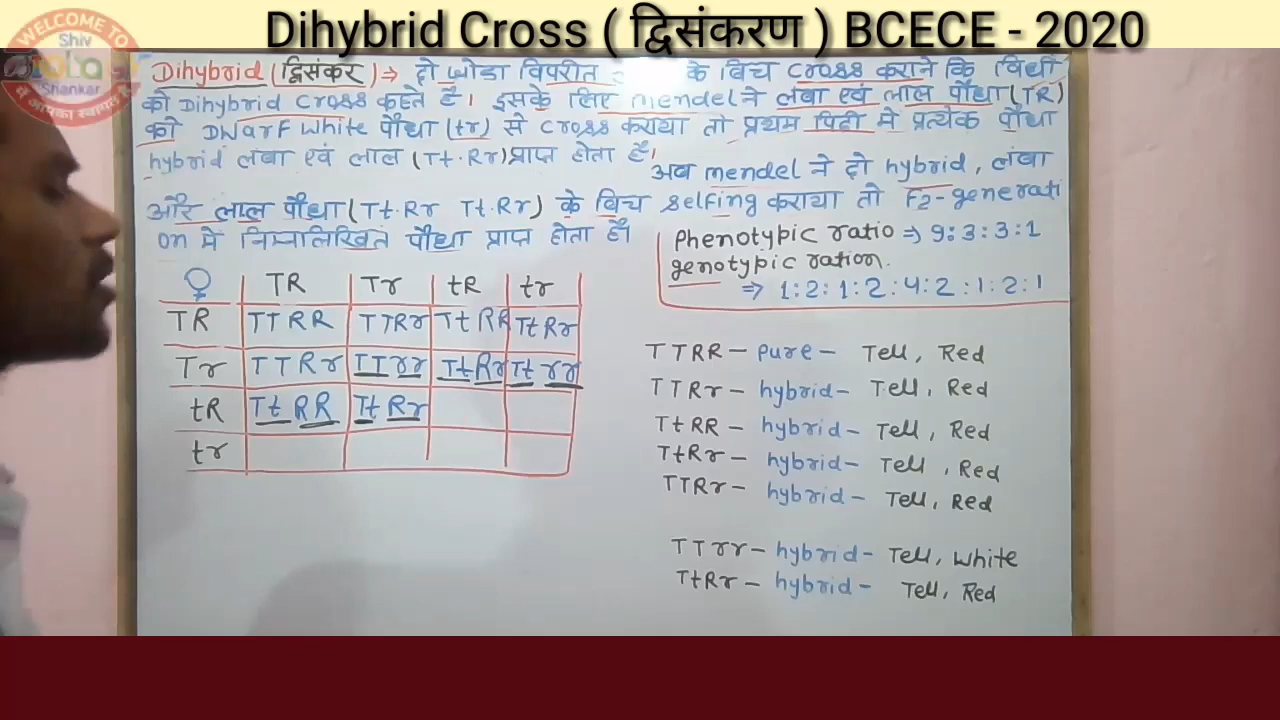 Dihybrid Cross ( द्विसंकरण ) BCECE - 2020
WELCOME TO
Shiv
Shankar
Dihybrid (द्विसंकर) ⇒ दो जोडा विपरीत के बिच cross कराने कि विधी
को Dihybrid cross कहते है। इसके लिए mendel ने लंबा एवं लाल पौधा (TR)
को DWarF White पौधा (tr) से cross कराया तो प्रथम पिढी मे प्रत्येक पौधा
hybrid लंबा एवं लाल (Tt.Rr) प्राप्त होता है।
अब mendel ने दो hybrid, लंबा
और लाल पौधा (Tt.Rr Tt.Rr) के बिच selfing कराया तो F2-generati
on में निम्नलिखित पौधा प्राप्त होता है।
Phenotypic ratio ⇒ 9:3:3:1
genotypic ration.
⇒ 1:2:1:2:4:2:1:2:1
♀ TR Tr tR tr
TR TTRR TTRr TtRR TtRr
Tr TTRr TTrr TtRr Ttrr
tR TtRR TtRr
tr
TTRR – pure – Tell, Red
TTRr – hybrid – Tell, Red
TtRR – hybrid – Tell, Red
TtRr – hybrid – Tell, Red
TTRr – hybrid – Tell, Red
TTrr – hybrid – Tell, White
TtRr – hybrid – Tell, Red